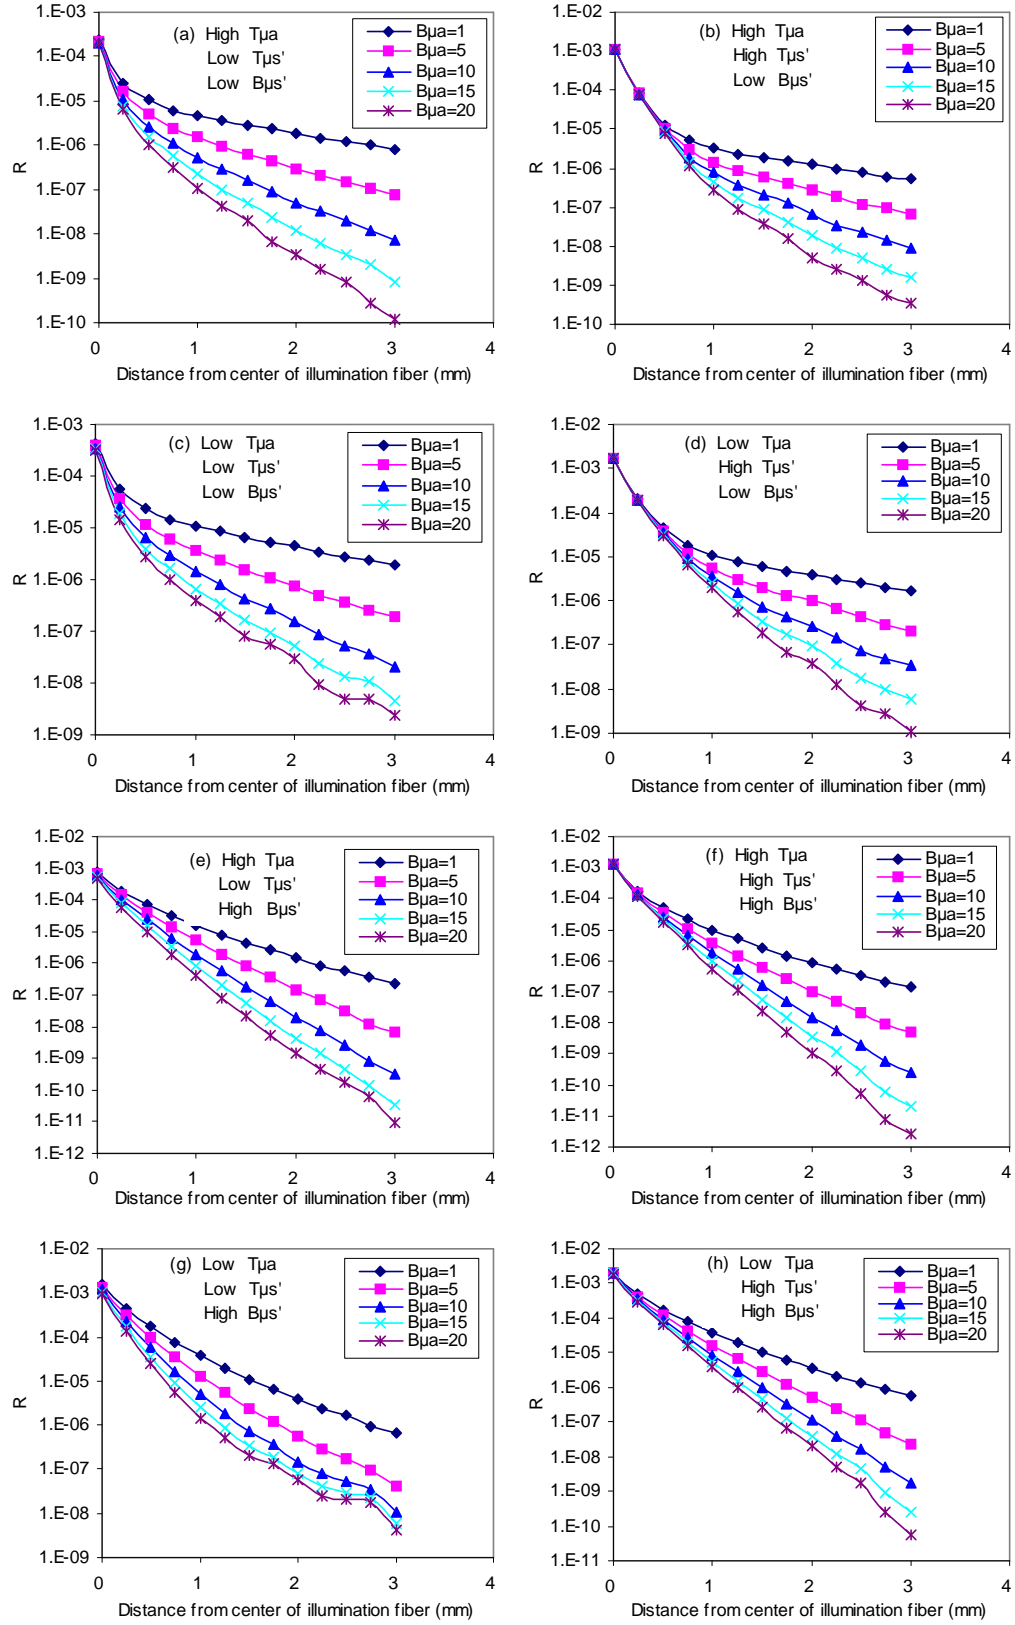 (a) High Tµa
Low Tµs'
Low Bµs'
Bµa=1
Bµa=5
Bµa=10
Bµa=15
Bµa=20
1.E-03
1.E-04
1.E-05
1.E-06
1.E-07
1.E-08
1.E-09
1.E-10
R
0 1 2 3 4
Distance from center of illumination fiber (mm)
(b) High Tµa
High Tµs'
Low Bµs'
Bµa=1
Bµa=5
Bµa=10
Bµa=15
Bµa=20
1.E-02
1.E-03
1.E-04
1.E-05
1.E-06
1.E-07
1.E-08
1.E-09
1.E-10
R
0 1 2 3 4
Distance from center of illumination fiber (mm)
(c) Low Tµa
Low Tµs'
Low Bµs'
Bµa=1
Bµa=5
Bµa=10
Bµa=15
Bµa=20
1.E-03
1.E-04
1.E-05
1.E-06
1.E-07
1.E-08
1.E-09
R
0 1 2 3 4
Distance from center of illumination fiber (mm)
(d) Low Tµa
High Tµs'
Low Bµs'
Bµa=1
Bµa=5
Bµa=10
Bµa=15
Bµa=20
1.E-02
1.E-03
1.E-04
1.E-05
1.E-06
1.E-07
1.E-08
1.E-09
R
0 1 2 3 4
Distance from center of illumination fiber (mm)
(e) High Tµa
Low Tµs'
High Bµs'
Bµa=1
Bµa=5
Bµa=10
Bµa=15
Bµa=20
1.E-02
1.E-03
1.E-04
1.E-05
1.E-06
1.E-07
1.E-08
1.E-09
1.E-10
1.E-11
1.E-12
R
0 1 2 3 4
Distance from center of illumination fiber (mm)
(f) High Tµa
High Tµs'
High Bµs'
Bµa=1
Bµa=5
Bµa=10
Bµa=15
Bµa=20
1.E-02
1.E-03
1.E-04
1.E-05
1.E-06
1.E-07
1.E-08
1.E-09
1.E-10
1.E-11
1.E-12
R
0 1 2 3 4
Distance from center of illumination fiber (mm)
(g) Low Tµa
Low Tµs'
High Bµs'
Bµa=1
Bµa=5
Bµa=10
Bµa=15
Bµa=20
1.E-02
1.E-03
1.E-04
1.E-05
1.E-06
1.E-07
1.E-08
1.E-09
R
0 1 2 3 4
Distance from center of illumination fiber (mm)
(h) Low Tµa
High Tµs'
High Bµs'
Bµa=1
Bµa=5
Bµa=10
Bµa=15
Bµa=20
1.E-02
1.E-03
1.E-04
1.E-05
1.E-06
1.E-07
1.E-08
1.E-09
1.E-10
1.E-11
R
0 1 2 3 4
Distance from center of illumination fiber (mm)